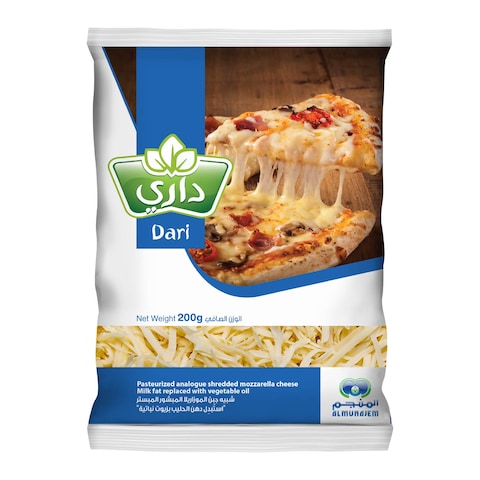 داري
Dari
Net Weight 200g الوزن الصافي
Pasteurized analogue shredded mozzarella cheese
Milk fat replaced with vegetable oil
شبيه جبن الموزاريلا المبشور المبستر
"استبدل دهن الحليب بزيوت نباتية"
المنجم
ALMUNAJEM